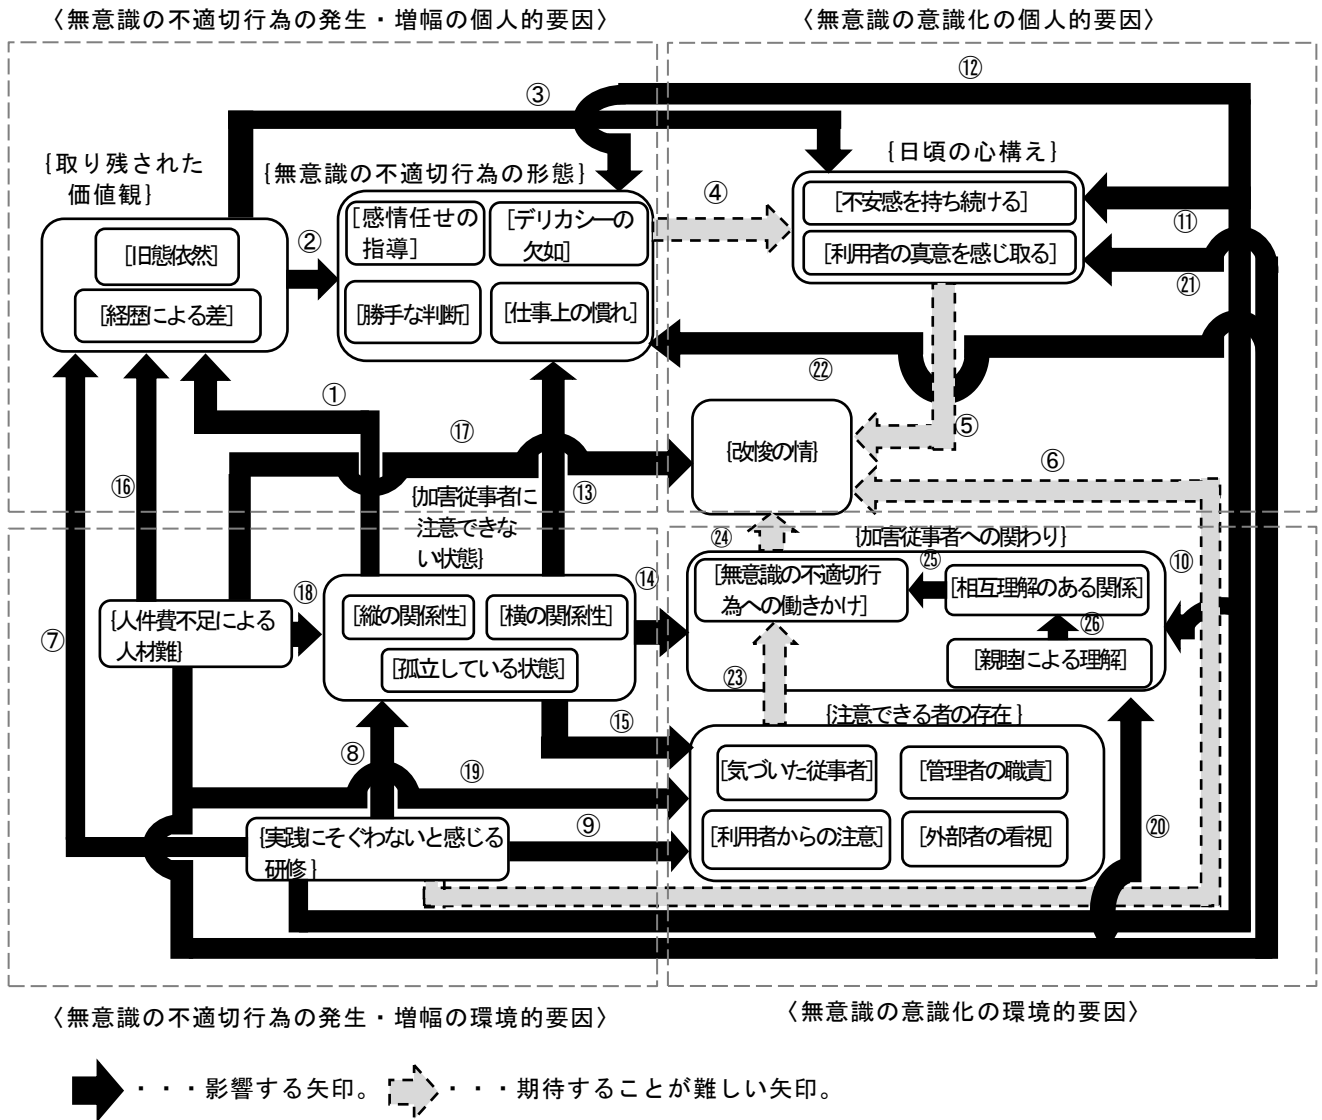 〈無意識の不適切行為の発生・増幅の個人的要因〉
〈無意識の意識化の個人的要因〉
⑫
③
{取り残された
価値観}
{無意識の不適切行為の形態}
{日頃の心構え}
[感情任せの
指導]
[デリカシーの
欠如]
④
[不安感を持ち続ける]
[旧態依然]
②
⑪
[利用者の真意を感じ取る]
㉑
[経歴による差]
[勝手な判断]
[仕事上の慣れ]
㉒
①
⑰
⑤
{改悛の情}
⑥
⑯
⑬
{加害従事者に
注意できな
い状態}
㉔
{加害従事者への関わり}
㉕
⑩
[無意識の不適切行
為への働きかけ]
[相互理解のある関係]
⑱
⑭
⑦
{人件費不足による
人材難}
[縦の関係性]
[横の関係性]
㉖
[孤立している状態]
[親睦による理解]
㉓
⑮
{注意できる者の存在}
⑧
⑲
[気づいた従事者]
[管理者の職責]
{実践にそぐわないと感じる
研修}
⑨
[利用者からの注意]
[外部者の看視]
⑳
〈無意識の不適切行為の発生・増幅の環境的要因〉
〈無意識の意識化の環境的要因〉
・・・影響する矢印。
・・・期待することが難しい矢印。